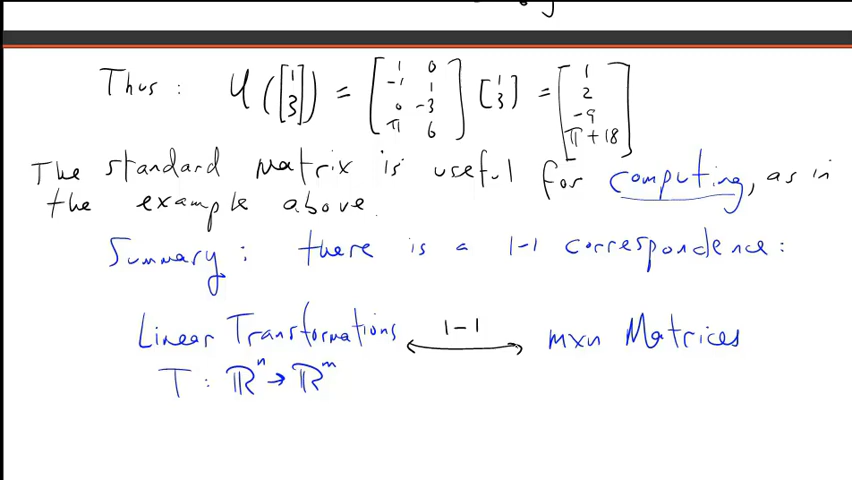 Thus : U ([1 3]) = [1 0 -1 1 0 -3 π 6] [1 3] = [1 2 -9 π+18]
The standard matrix is useful for computing, as in
the example above.
Summary : there is a 1-1 correspondence :
Linear Transformations 1-1 mxn Matrices
T : ℝⁿ → ℝᵐ